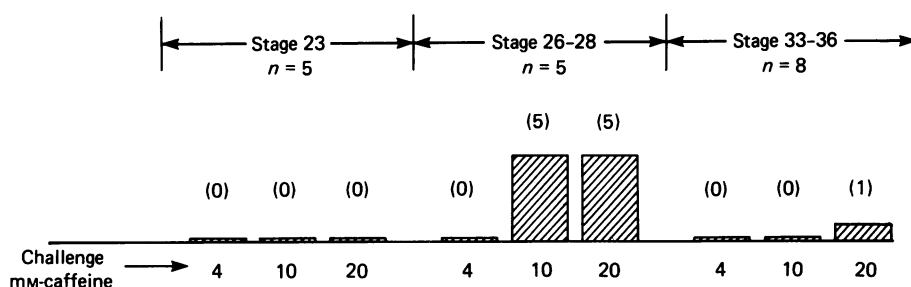 Stage 23 Stage 26–28 Stage 33–36
n = 5 n = 5 n = 8
(5) (5)
(0) (0) (0) (0) (0) (0) (1)
Challenge
mM-caffeine
4 10 20 4 10 20 4 10 20